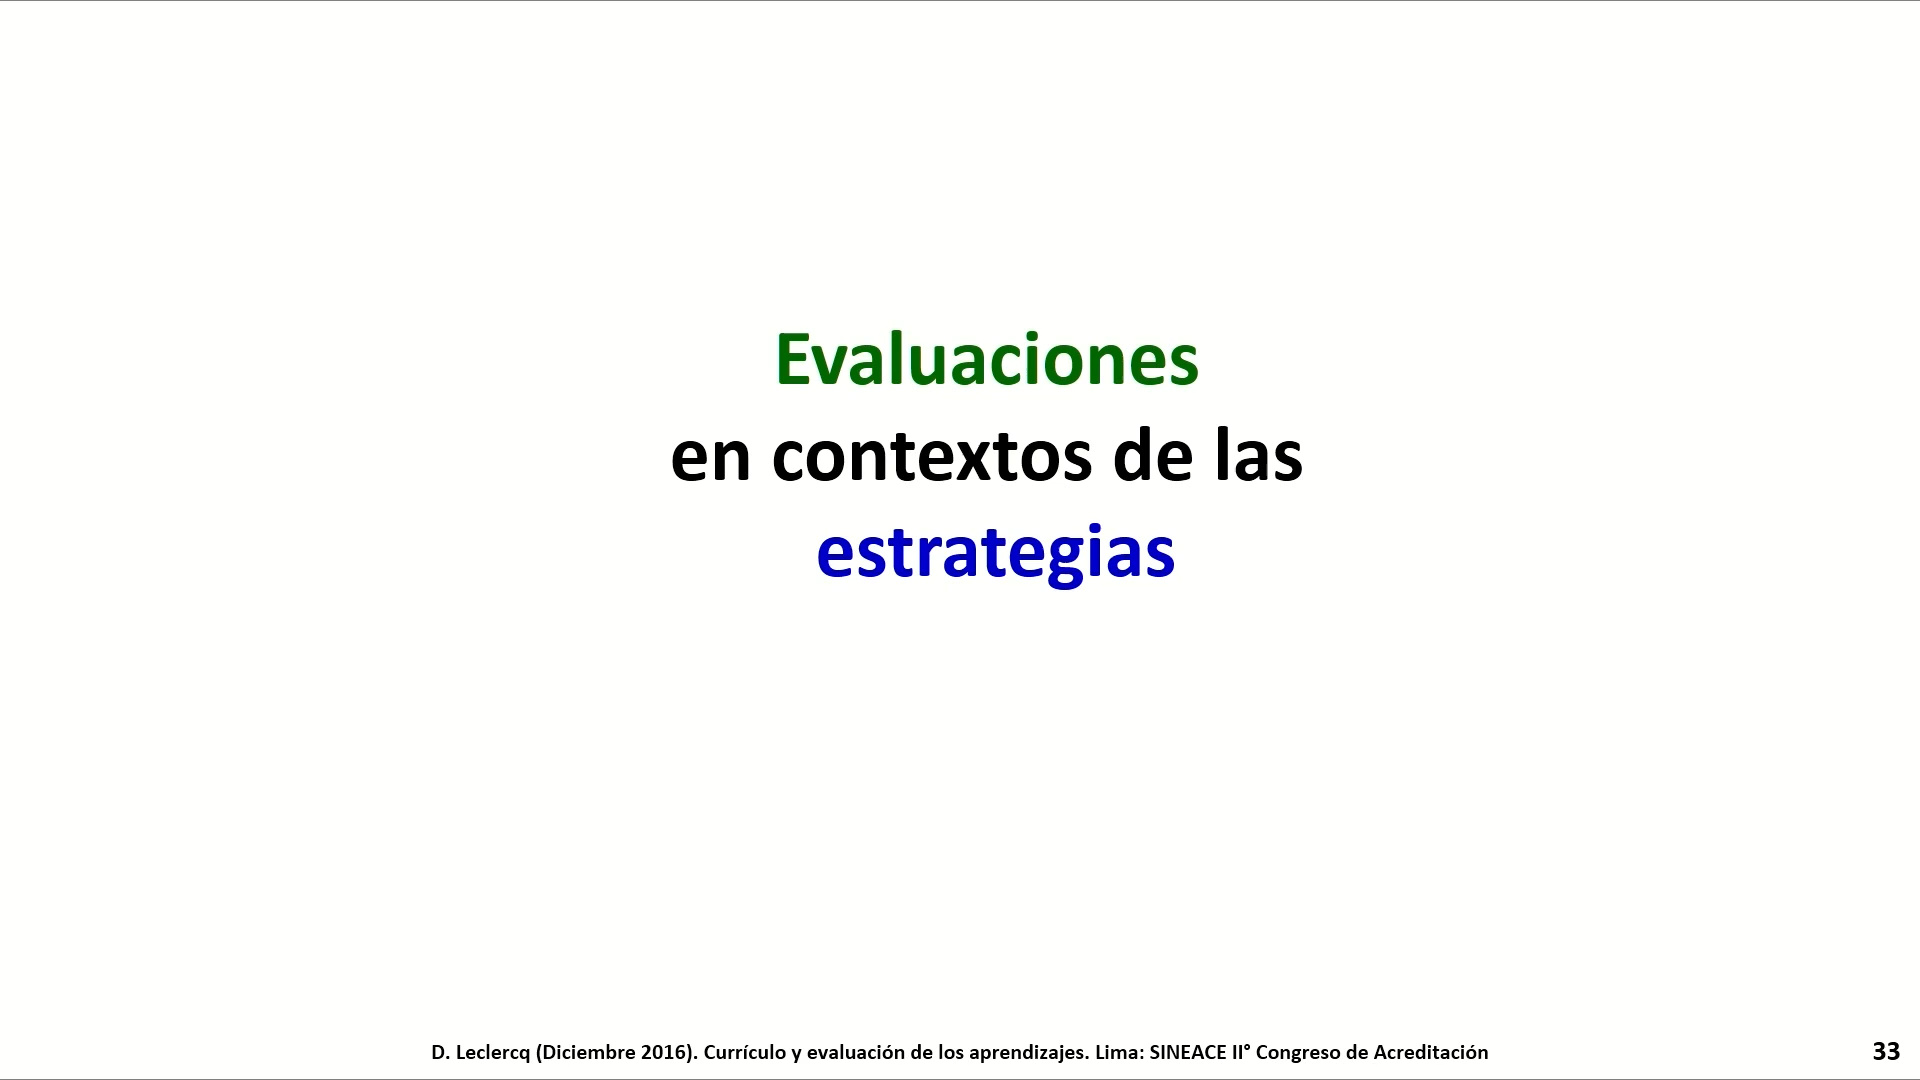 Evaluaciones
en contextos de las
estrategias
D. Leclercq (Diciembre 2016). Currículo y evaluación de los aprendizajes. Lima: SINEACE II° Congreso de Acreditación
33